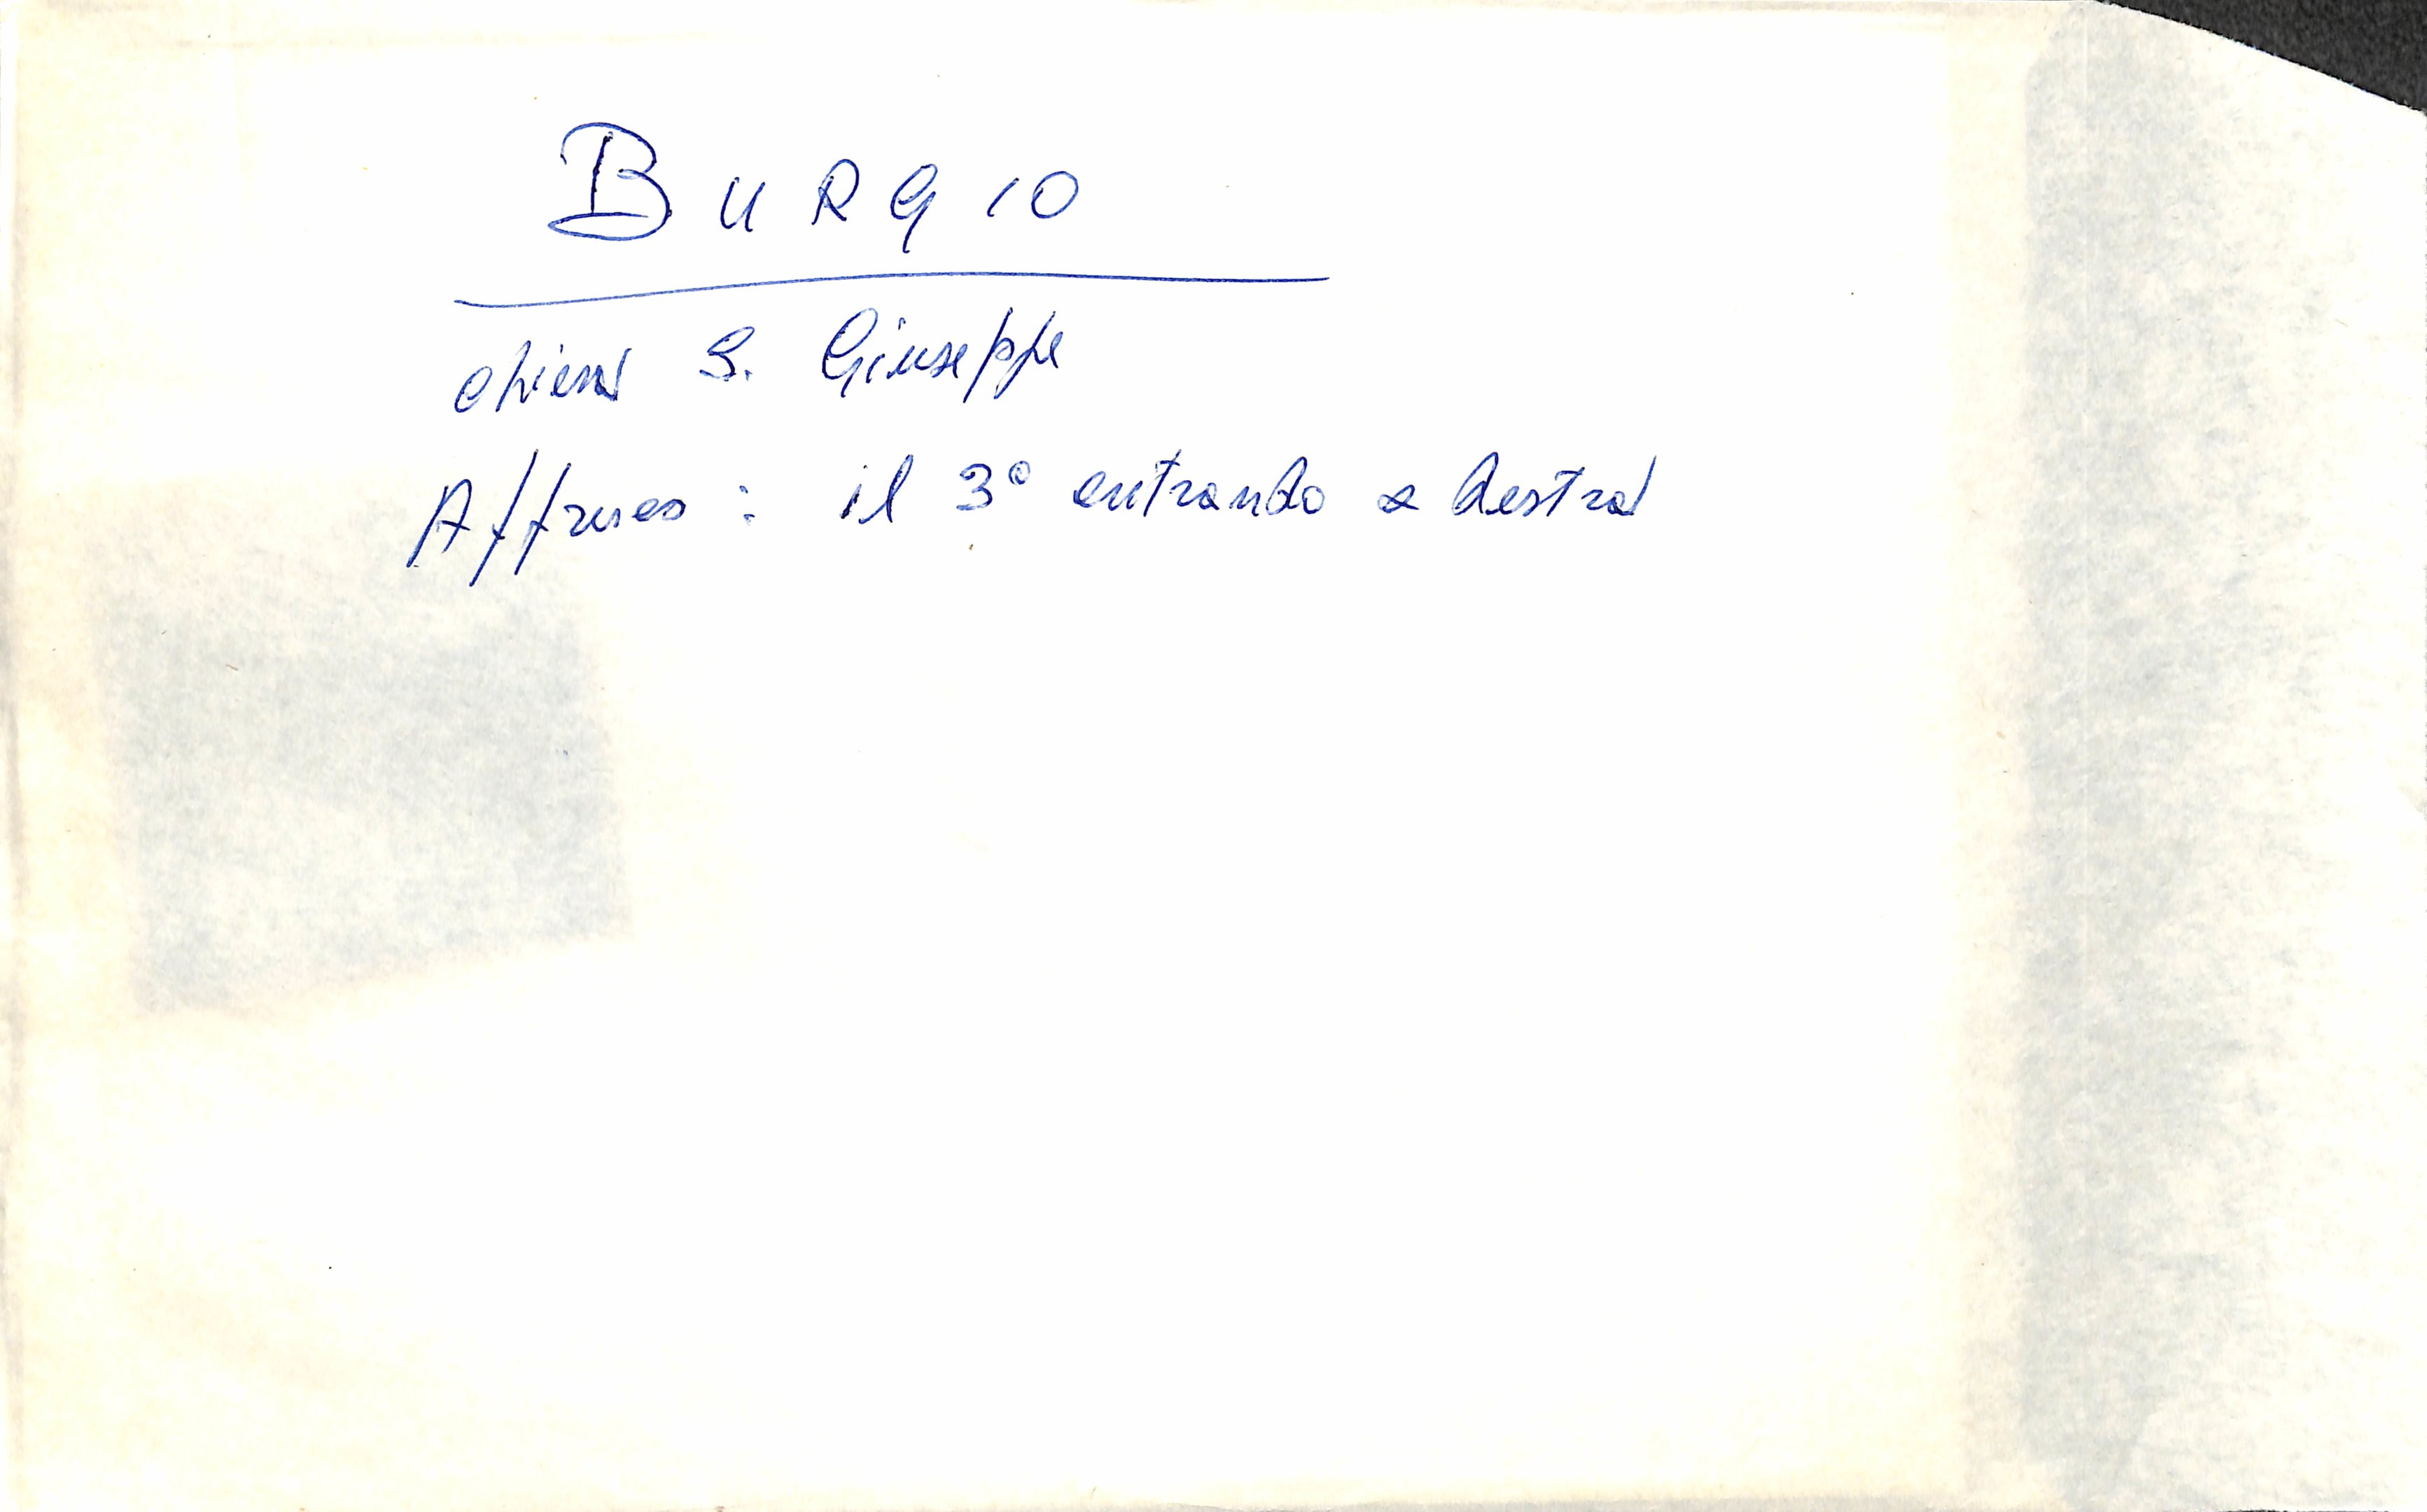 BURGIO
chiesa S. Giuseppe
Affresco : il 3° entrando a destra